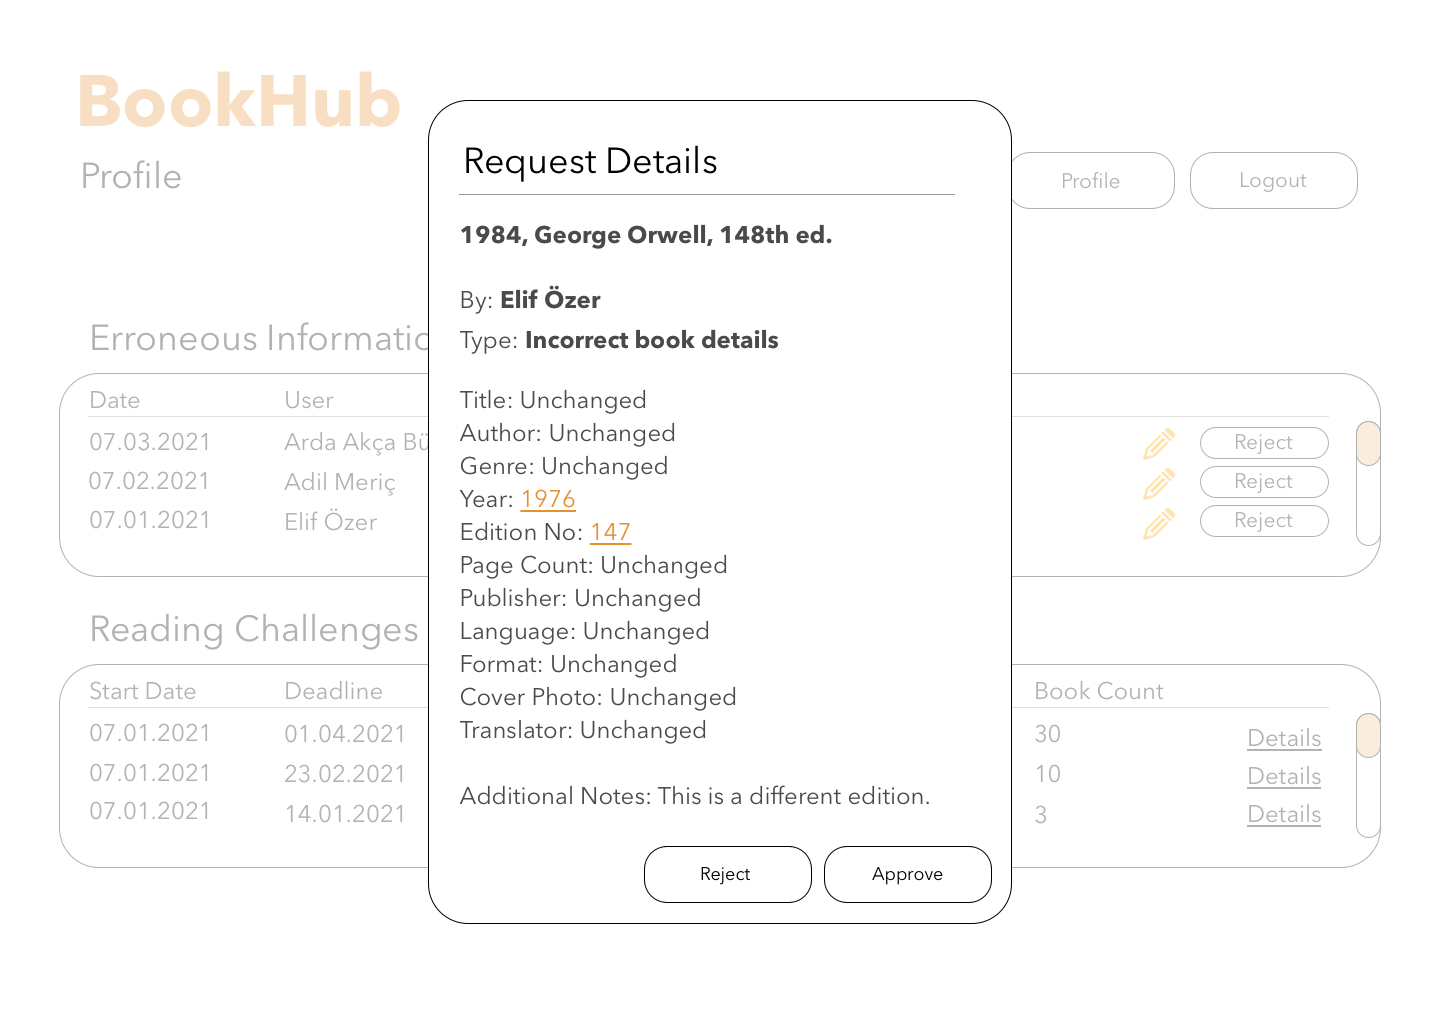 BookHub
Profile
Profile
Logout
Request Details
1984, George Orwell, 148th ed.
By: Elif Özer
Type: Incorrect book details
Title: Unchanged
Author: Unchanged
Genre: Unchanged
Year: 1976
Edition No: 147
Page Count: Unchanged
Publisher: Unchanged
Language: Unchanged
Format: Unchanged
Cover Photo: Unchanged
Translator: Unchanged
Additional Notes: This is a different edition.
Reject
Approve
Erroneous Informatio
Date User
07.03.2021 Arda Akça Bü Reject
07.02.2021 Adil Meriç Reject
07.01.2021 Elif Özer Reject
Reading Challenges
Start Date Deadline Book Count
07.01.2021 01.04.2021 30 Details
07.01.2021 23.02.2021 10 Details
07.01.2021 14.01.2021 3 Details